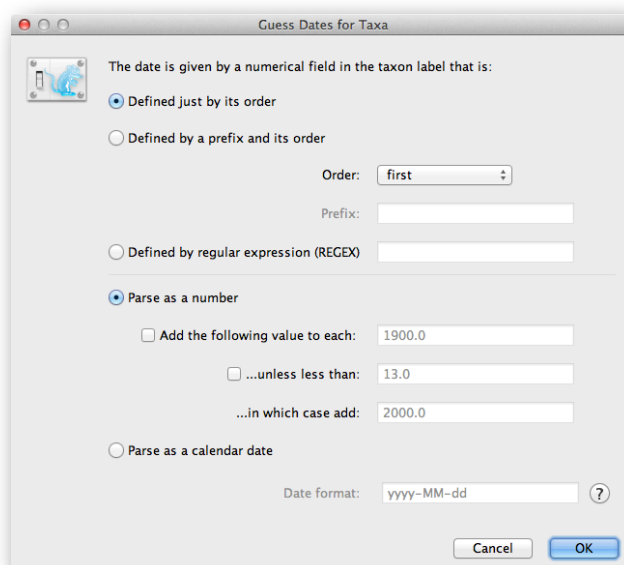 Guess Dates for Taxa
The date is given by a numerical field in the taxon label that is:
Defined just by its order
Defined by a prefix and its order
Order: first
Prefix:
Defined by regular expression (REGEX)
Parse as a number
Add the following value to each: 1900.0
...unless less than: 13.0
...in which case add: 2000.0
Parse as a calendar date
Date format: yyyy-MM-dd ?
Cancel OK